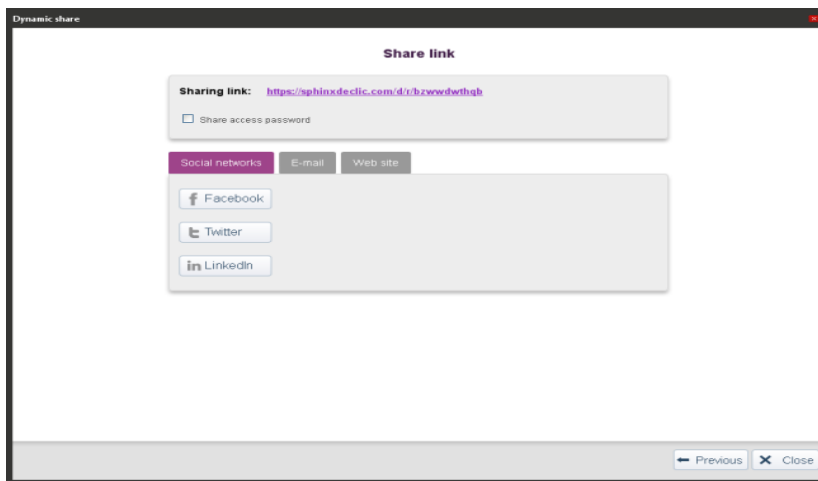 Dynamic share
Share link
Sharing link: https://sphinxdeclic.com/d/r/bzwwdwthqb
Share access password
Social networks E-mail Web site
Facebook
Twitter
LinkedIn
Previous Close